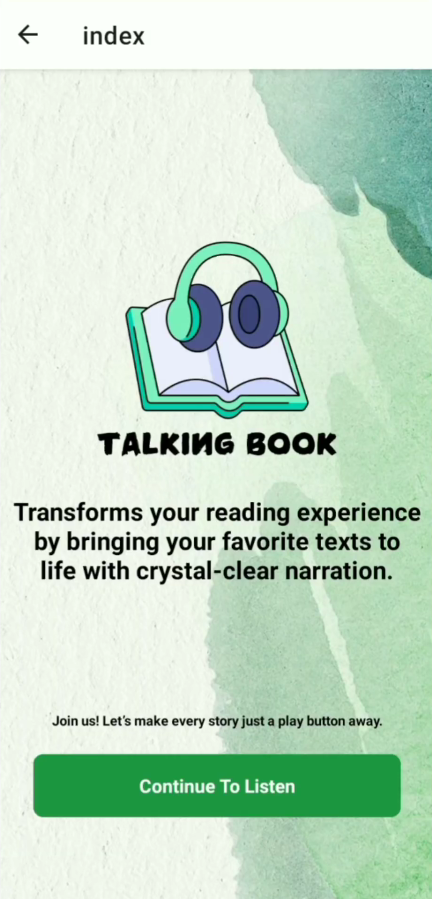 index
TALKING BOOK
Transforms your reading experience
by bringing your favorite texts to
life with crystal-clear narration.
Join us! Let’s make every story just a play button away.
Continue To Listen